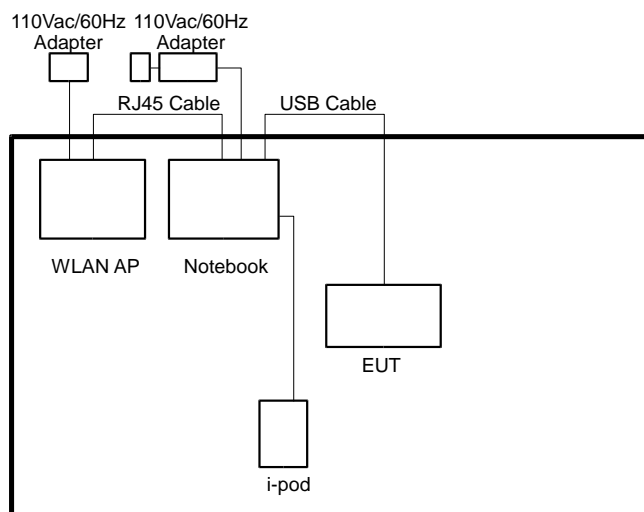 110Vac/60Hz
Adapter
110Vac/60Hz
Adapter
RJ45 Cable
USB Cable
WLAN AP
Notebook
EUT
i-pod